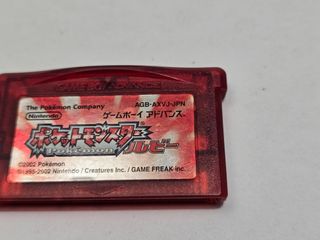 The Pokémon Company
AGB-AXVJ-JPN
Nintendo
ゲームボーイ アドバンス
ポケットモンスター
ルビー
©2002 Pokémon
©1995-2002 Nintendo / Creatures inc. / GAME FREAK inc.